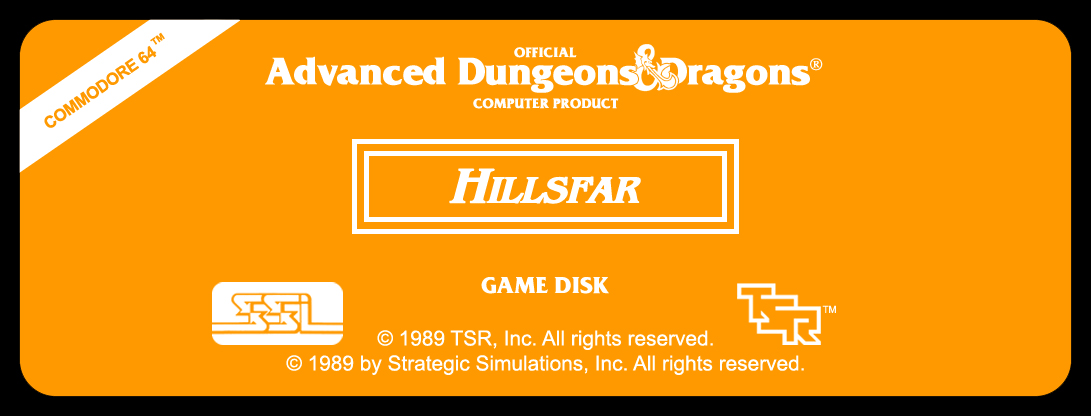 COMMODORE 64™
OFFICIAL
Advanced Dungeons & Dragons®
COMPUTER PRODUCT
HILLSFAR
GAME DISK
SSI
TSR™
© 1989 TSR, Inc. All rights reserved.
© 1989 by Strategic Simulations, Inc. All rights reserved.